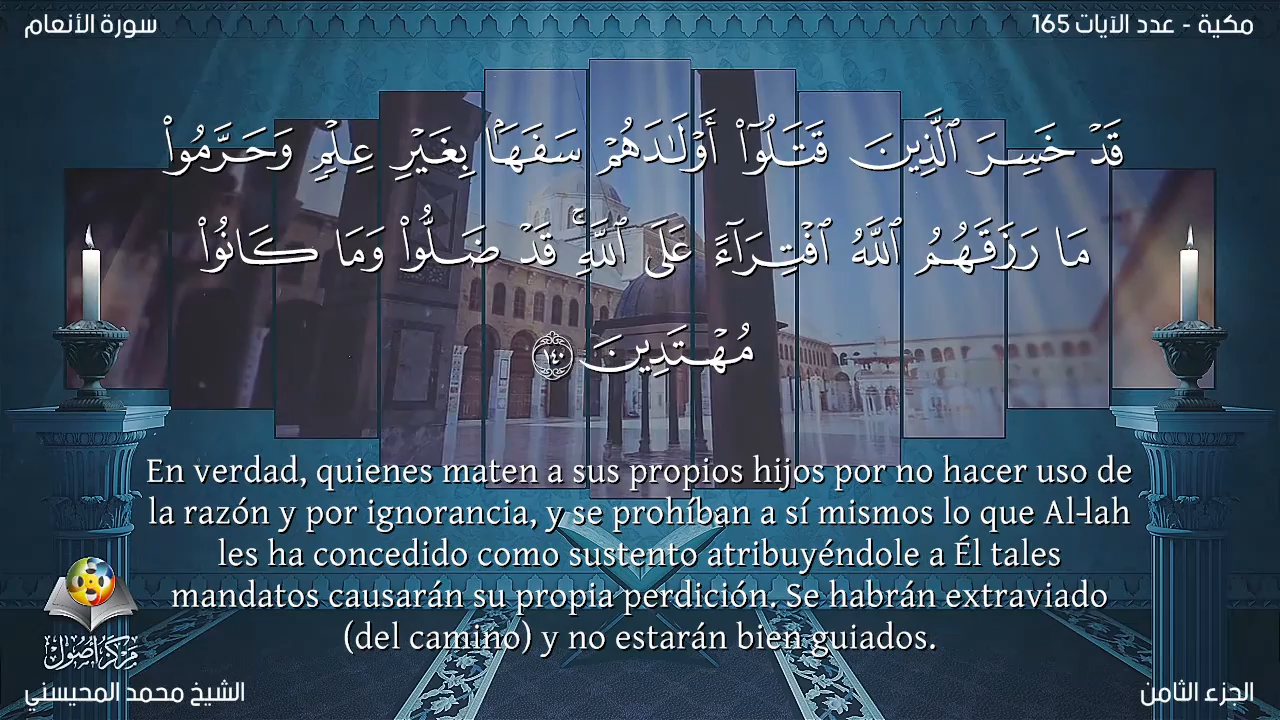 سورة الأنعام
مكية - عدد الآيات 165
قَدْ خَسِرَ ٱلَّذِينَ قَتَلُوٓا۟ أَوْلَـٰدَهُمْ سَفَهًۢا بِغَيْرِ عِلْمٍ وَحَرَّمُوا۟
مَا رَزَقَهُمُ ٱللَّهُ ٱفْتِرَآءً عَلَى ٱللَّهِ ۚ قَدْ ضَلُّوا۟ وَمَا كَانُوا۟
مُهْتَدِينَ ١٤٠
En verdad, quienes maten a sus propios hijos por no hacer uso de
la razón y por ignorancia, y se prohíban a sí mismos lo que Al-lah
les ha concedido como sustento atribuyéndole a Él tales
mandatos causarán su propia perdición. Se habrán extraviado
(del camino) y no estarán bien guiados.
مركز أصول
الشيخ محمد المحيسني
الجزء الثامن